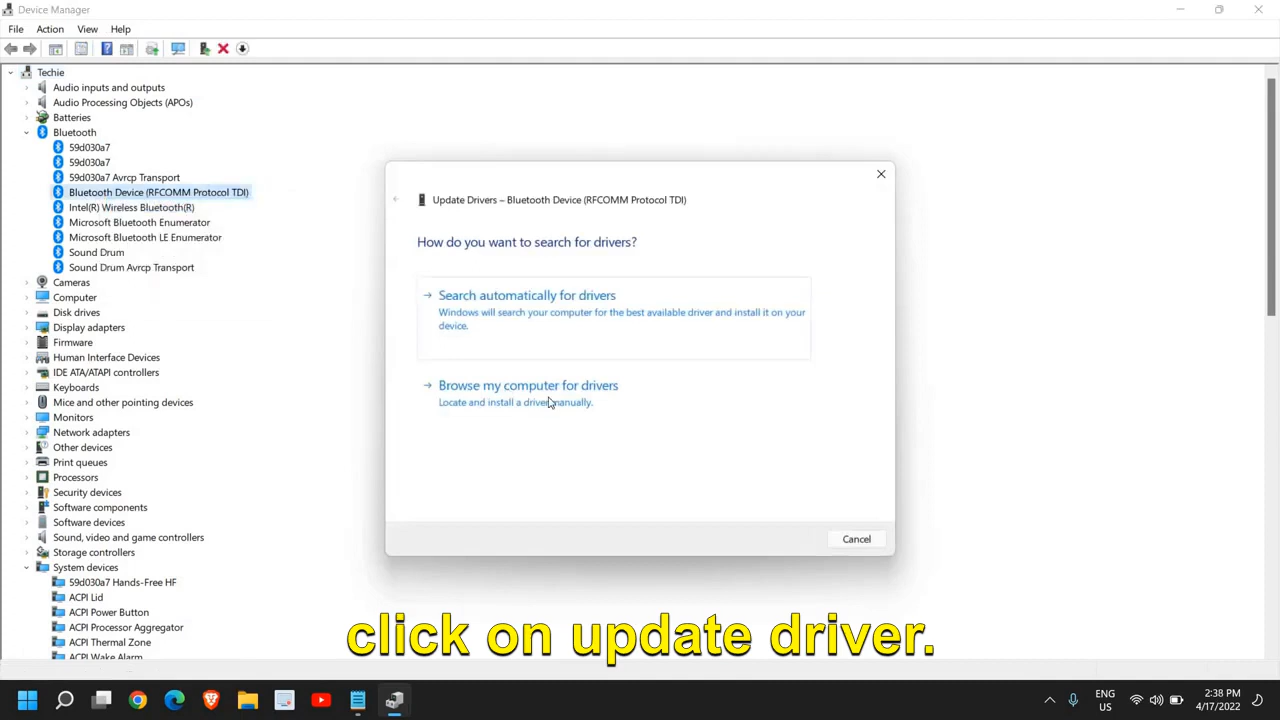 Device Manager
File Action View Help
Techie
Audio inputs and outputs
Audio Processing Objects (APOs)
Batteries
Bluetooth
59d030a7
59d030a7
59d030a7 Avrcp Transport
Bluetooth Device (RFCOMM Protocol TDI)
Intel(R) Wireless Bluetooth(R)
Microsoft Bluetooth Enumerator
Microsoft Bluetooth LE Enumerator
Sound Drum
Sound Drum Avrcp Transport
Cameras
Computer
Disk drives
Display adapters
Firmware
Human Interface Devices
IDE ATA/ATAPI controllers
Keyboards
Mice and other pointing devices
Monitors
Network adapters
Other devices
Print queues
Processors
Security devices
Software components
Software devices
Sound, video and game controllers
Storage controllers
System devices
59d030a7 Hands-Free HF
ACPI Lid
ACPI Power Button
ACPI Processor Aggregator
ACPI Thermal Zone
ACPI Wake Alarm
Update Drivers – Bluetooth Device (RFCOMM Protocol TDI)
How do you want to search for drivers?
Search automatically for drivers
Windows will search your computer for the best available driver and install it on your
device.
Browse my computer for drivers
Locate and install a driver manually.
Cancel
click on update driver.
ENG
US
2:38 PM
4/17/2022